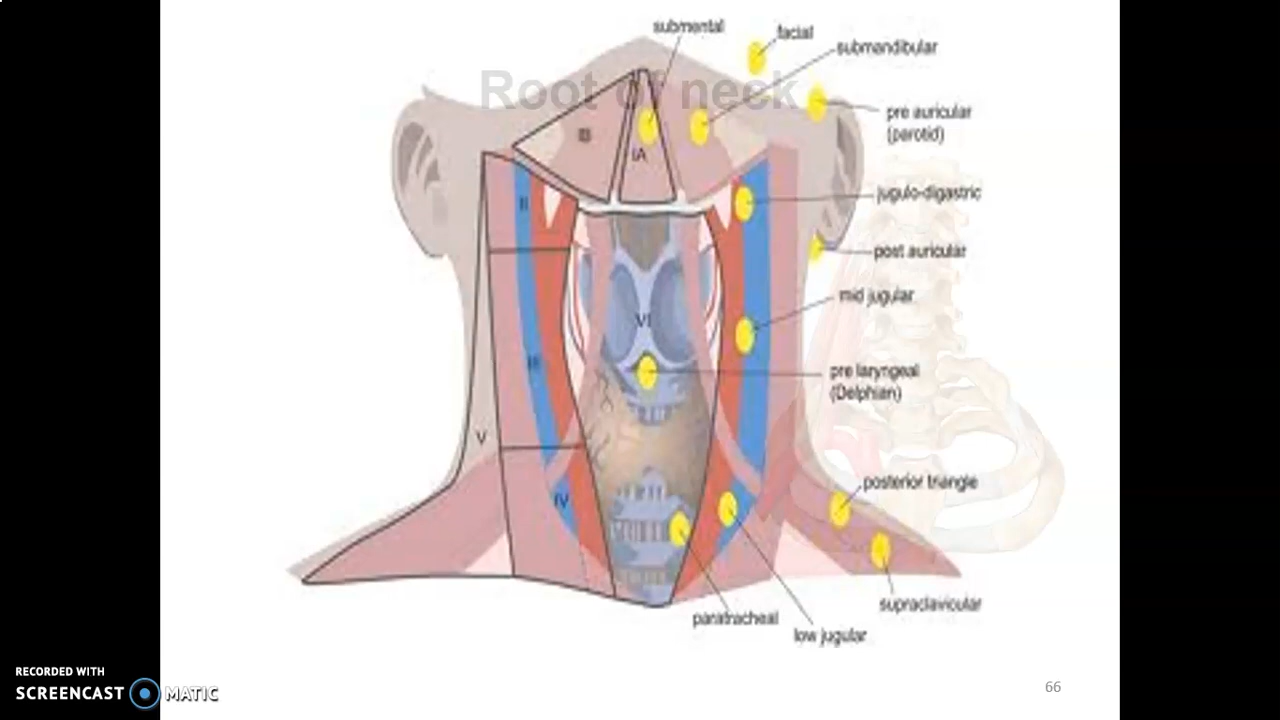 submental
facial
submandibular
Root of neck
pre auricular
(parotid)
IB
IA
jugulo-digastric
II
post auricular
mid jugular
VI
III
pre laryngeal
(Delphian)
V
posterior triangle
IV
supraclavicular
paratracheal
low jugular
RECORDED WITH
SCREENCAST MATIC
66